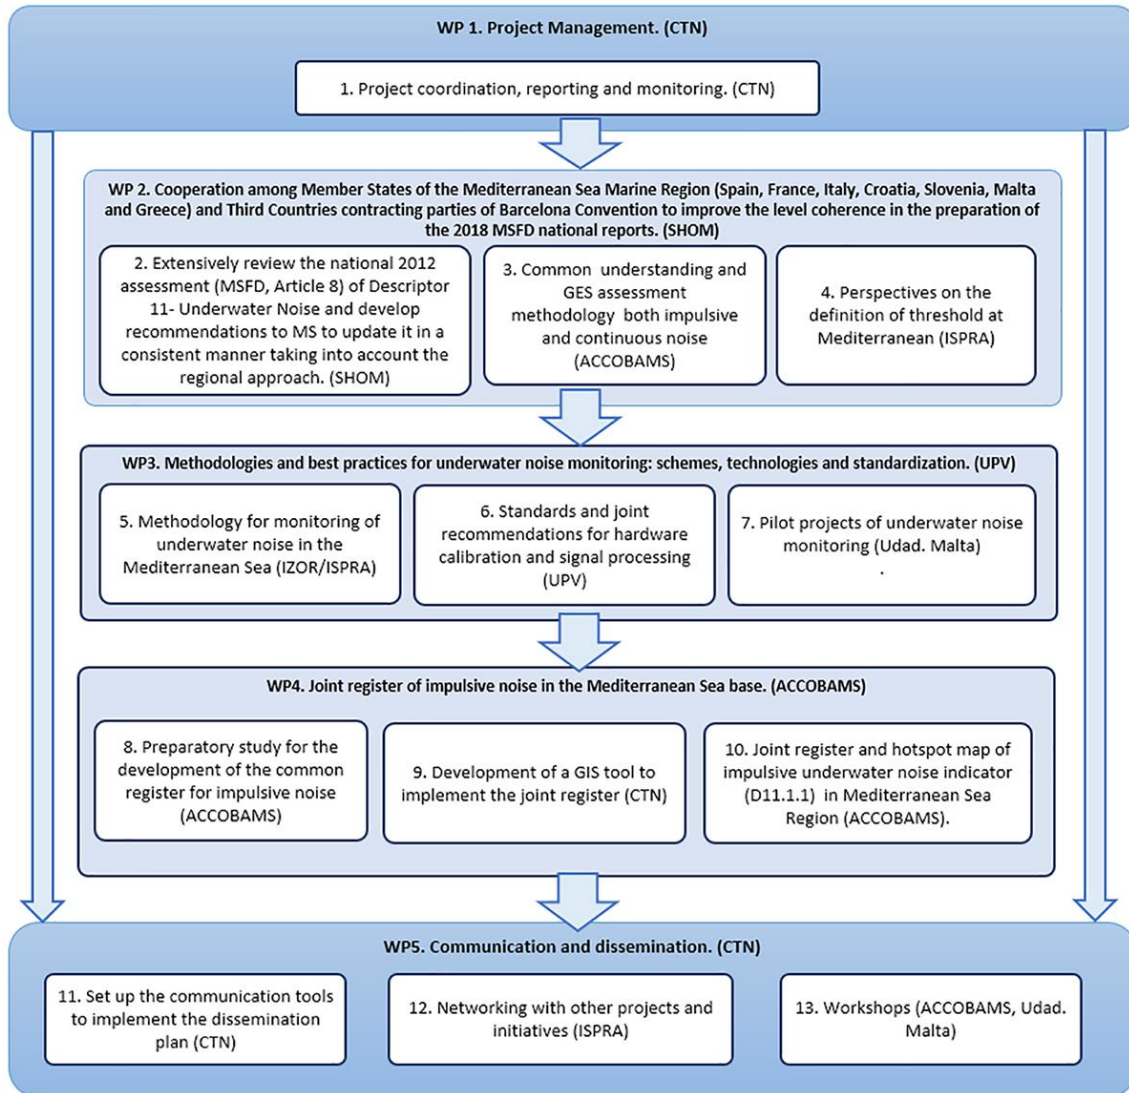 WP 1. Project Management. (CTN)
1. Project coordination, reporting and monitoring. (CTN)
WP 2. Cooperation among Member States of the Mediterranean Sea Marine Region (Spain, France, Italy, Croatia, Slovenia, Malta
and Greece) and Third Countries contracting parties of Barcelona Convention to improve the level coherence in the preparation of
the 2018 MSFD national reports. (SHOM)
2. Extensively review the national 2012
assessment (MSFD, Article 8) of Descriptor
11- Underwater Noise and develop
recommendations to MS to update it in a
consistent manner taking into account the
regional approach. (SHOM)
3. Common understanding and
GES assessment
methodology both impulsive
and continuous noise
(ACCOBAMS)
4. Perspectives on the
definition of threshold at
Mediterranean (ISPRA)
WP3. Methodologies and best practices for underwater noise monitoring: schemes, technologies and standardization. (UPV)
5. Methodology for monitoring of
underwater noise in the
Mediterranean Sea (IZOR/ISPRA)
6. Standards and joint
recommendations for hardware
calibration and signal processing
(UPV)
7. Pilot projects of underwater noise
monitoring (Udad. Malta)
.
WP4. Joint register of impulsive noise in the Mediterranean Sea base. (ACCOBAMS)
8. Preparatory study for the
development of the common
register for impulsive noise
(ACCOBAMS)
9. Development of a GIS tool to
implement the joint register (CTN)
10. Joint register and hotspot map of
impulsive underwater noise indicator
(D11.1.1) in Mediterranean Sea
Region (ACCOBAMS).
WP5. Communication and dissemination. (CTN)
11. Set up the communication tools
to implement the dissemination
plan (CTN)
12. Networking with other projects and
initiatives (ISPRA)
13. Workshops (ACCOBAMS, Udad.
Malta)